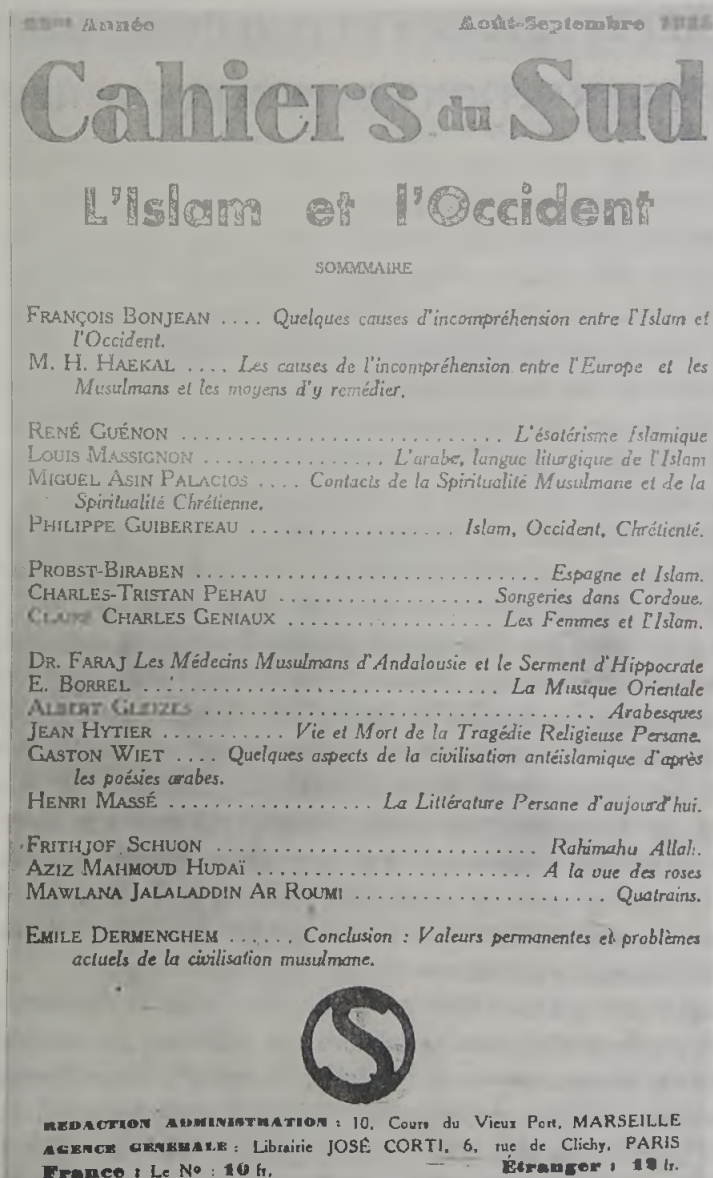 Année Août-Septembre
Cahiers du Sud
L'Islam et l'Occident
SOMMMAIRE
FRANÇOIS BONJEAN .... Quelques causes d'incompréhension entre l'Islam et
l'Occident.
M. H. HAEKAL .... Les causes de l'incompréhension entre l'Europe et les
Musulmans et les moyens d'y remédier.
RENÉ GUÉNON .............................. L'ésotérisme Islamique
LOUIS MASSIGNON ................ L'arabe, langue liturgique de l'Islam
MIGUEL ASIN PALACIOS .... Contacts de la Spiritualité Musulmane et de la
Spiritualité Chrétienne.
PHILIPPE GUIBERTEAU .................. Islam, Occident, Chrétienté.
PROBST-BIRABEN .............................. Espagne et Islam.
CHARLES-TRISTAN PEHAU .................. Songeries dans Cordoue.
CHARLES GENIAUX .................. Les Femmes et l'Islam.
DR. FARAJ Les Médecins Musulmans d'Andalousie et le Serment d'Hippocrate
E. BORREL .............................. La Musique Orientale
ALBERT GLEIZES .................................... Arabesques
JEAN HYTIER .......... Vie et Mort de la Tragédie Religieuse Persane.
GASTON WIET .... Quelques aspects de la civilisation antéislamique d'après
les poésies arabes.
HENRI MASSÉ .................. La Littérature Persane d'aujourd'hui.
FRITHJOF SCHUON .......................... Rahimahu Allah.
AZIZ MAHMOUD HUDAÏ ........................ A la vue des roses
MAWLANA JALALADDIN AR ROUMI ...................... Quatrains.
EMILE DERMENGHEM ...... Conclusion : Valeurs permanentes et problèmes
actuels de la civilisation musulmane.
S
REDACTION ADMINISTRATION : 10, Cours du Vieux Port, MARSEILLE
AGENCE GENERALE : Librairie JOSÉ CORTI, 6, rue de Clichy, PARIS
France : Le No : 10 fr. Étranger : 12 fr.